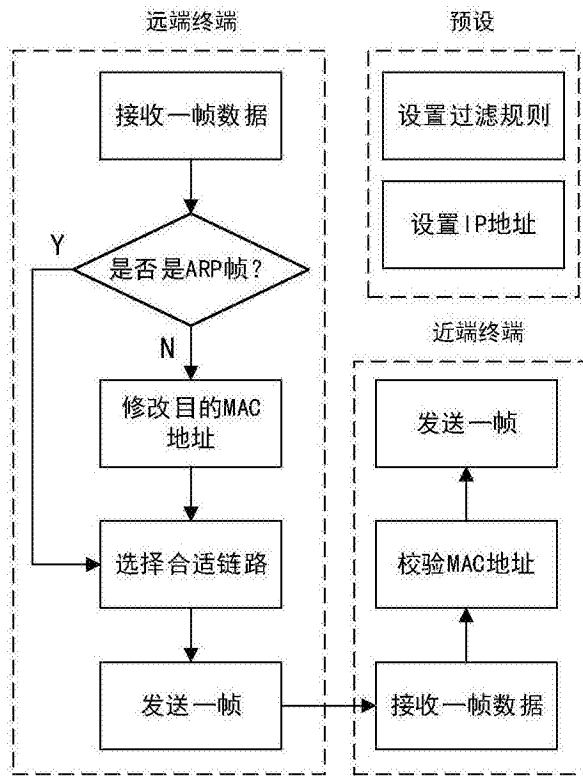 远端终端
接收一帧数据
是否是ARP帧？
Y
N
修改目的MAC
地址
选择合适链路
发送一帧
预设
设置过滤规则
设置IP地址
近端终端
发送一帧
校验MAC地址
接收一帧数据